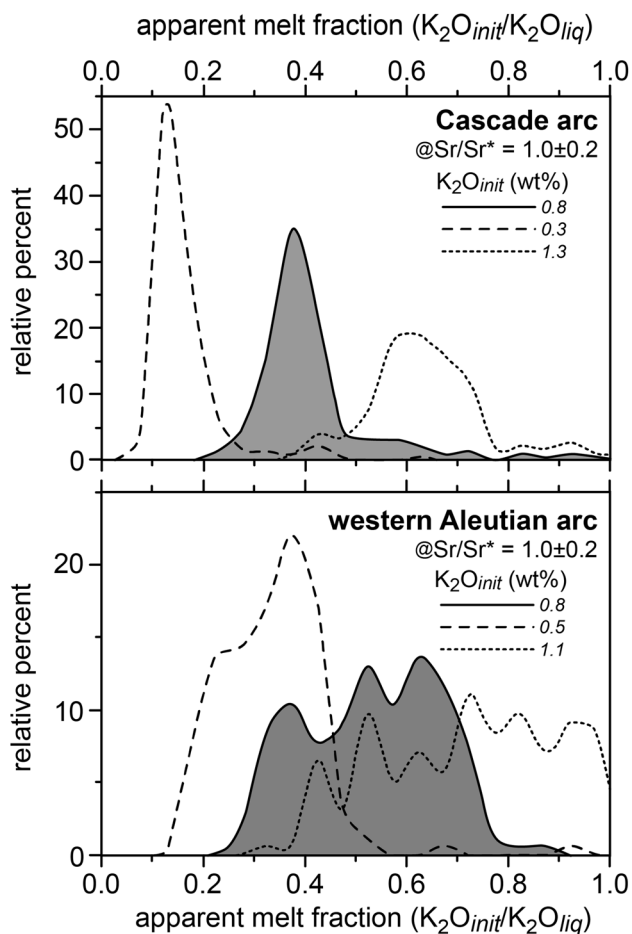 apparent melt fraction (K₂Oinit/K₂Oliq)
0.0 0.2 0.4 0.6 0.8 1.0
Cascade arc
@Sr/Sr* = 1.0±0.2
K₂Oinit (wt%)
0.8
0.3
1.3
50
40
30
20
10
0
relative percent
western Aleutian arc
@Sr/Sr* = 1.0±0.2
K₂Oinit (wt%)
0.8
0.5
1.1
20
10
0
relative percent
0.0 0.2 0.4 0.6 0.8 1.0
apparent melt fraction (K₂Oinit/K₂Oliq)